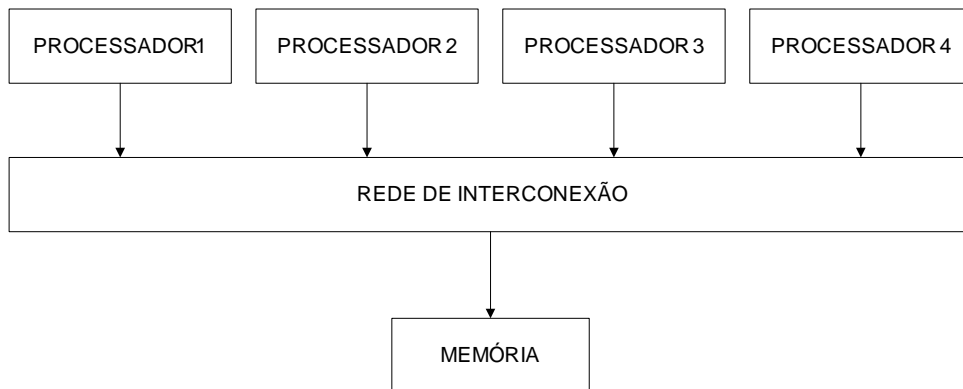 PROCESSADOR1
PROCESSADOR 2
PROCESSADOR 3
PROCESSADOR 4
REDE DE INTERCONEXÃO
MEMÓRIA